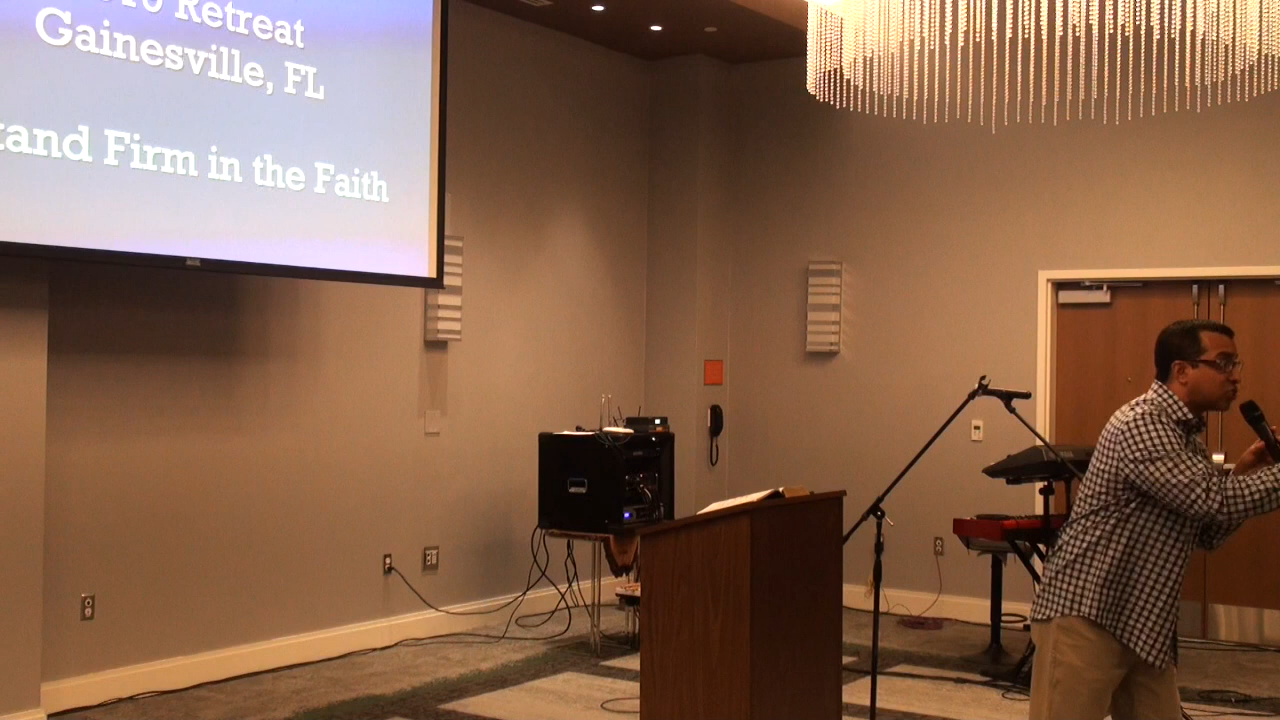 Retreat
Gainesville, FL
tand Firm in the Faith